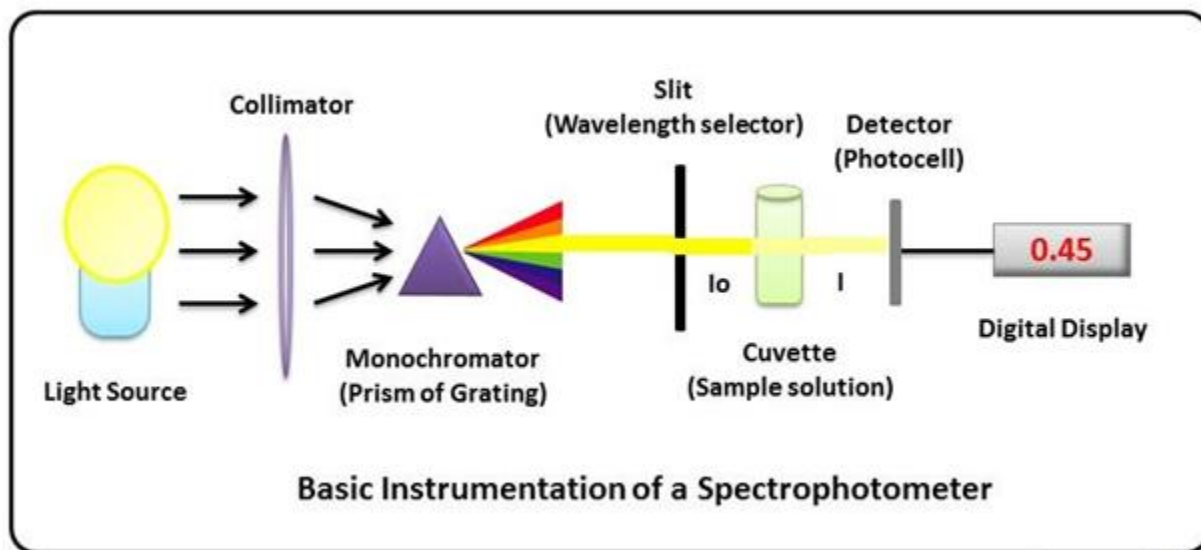 Collimator
Slit
(Wavelength selector)
Detector
(Photocell)
0.45
Io
I
Digital Display
Cuvette
(Sample solution)
Monochromator
(Prism of Grating)
Light Source
Basic Instrumentation of a Spectrophotometer